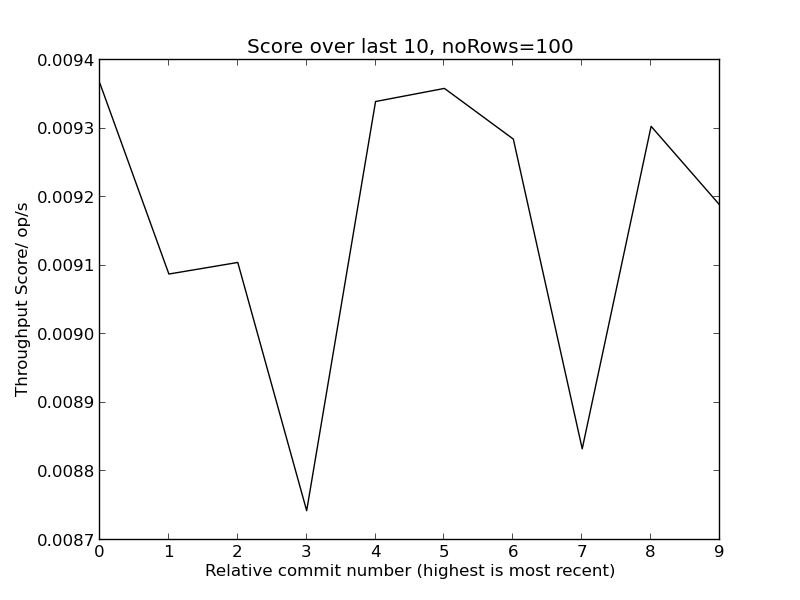 Score over last 10, noRows=100
0.0094
0.0093
0.0092
0.0091
0.0090
0.0089
0.0088
0.0087
Throughput Score/ op/s
0 1 2 3 4 5 6 7 8 9
Relative commit number (highest is most recent)